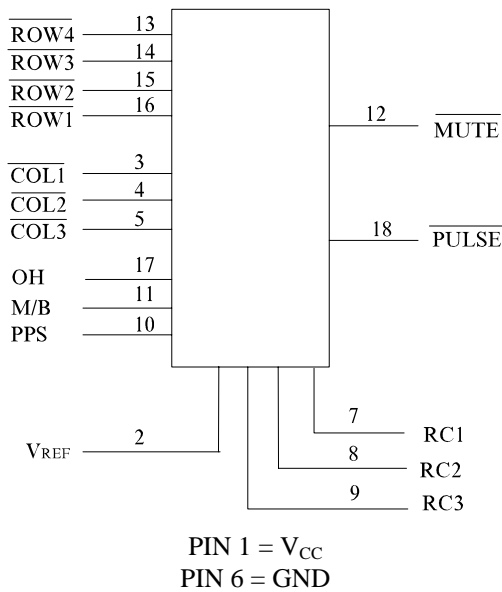 ROW4 13
ROW3 14
ROW2 15
ROW1 16
12 MUTE
COL1 3
COL2 4
COL3 5
18 PULSE
OH 17
M/B 11
PPS 10
VREF 2
7 RC1
8 RC2
9 RC3
PIN 1 = VCC
PIN 6 = GND